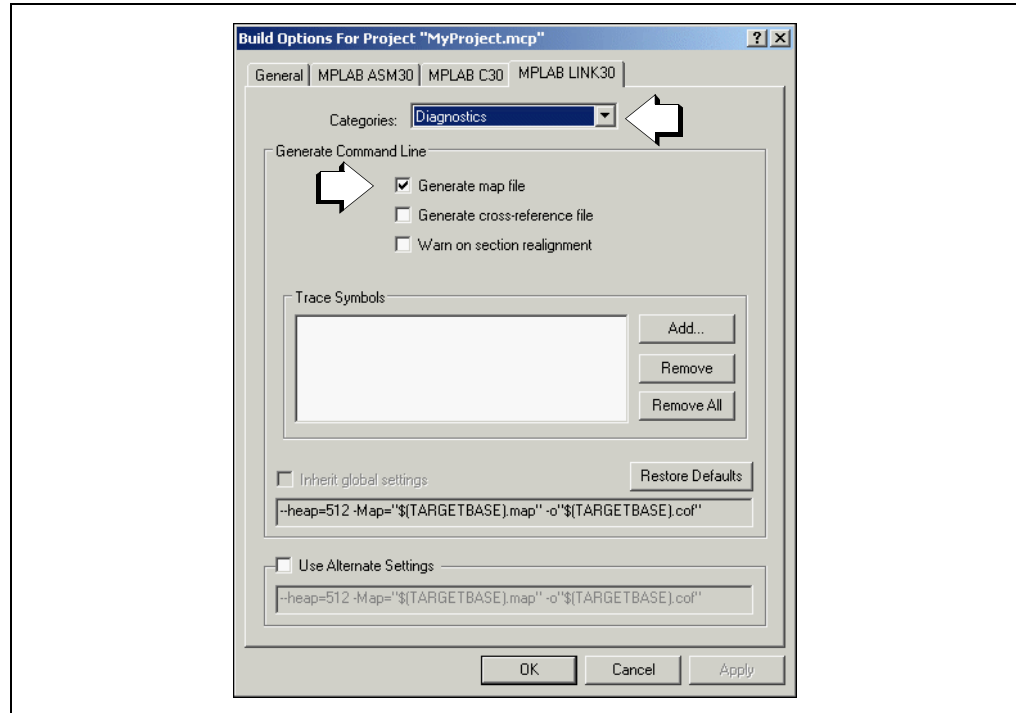 Build Options For Project "MyProject.mcp"
General MPLAB ASM30 MPLAB C30 MPLAB LINK30
Categories: Diagnostics
Generate Command Line
Generate map file
Generate cross-reference file
Warn on section realignment
Trace Symbols
Add...
Remove
Remove All
Inherit global settings
Restore Defaults
--heap=512 -Map="$(TARGETBASE).map" -o"$(TARGETBASE).cof"
Use Alternate Settings
--heap=512 -Map="$(TARGETBASE).map" -o"$(TARGETBASE).cof"
OK Cancel Apply